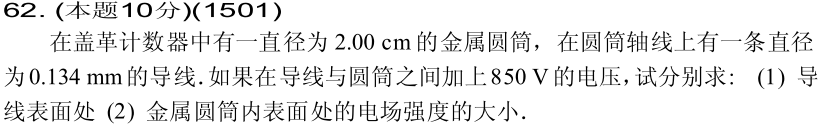 62. (本题10分)(1501)
在盖革计数器中有一直径为 2.00 cm 的金属圆筒，在圆筒轴线上有一条直径
为 0.134 mm 的导线.如果在导线与圆筒之间加上850 V的电压,试分别求: (1) 导
线表面处 (2) 金属圆筒内表面处的电场强度的大小.